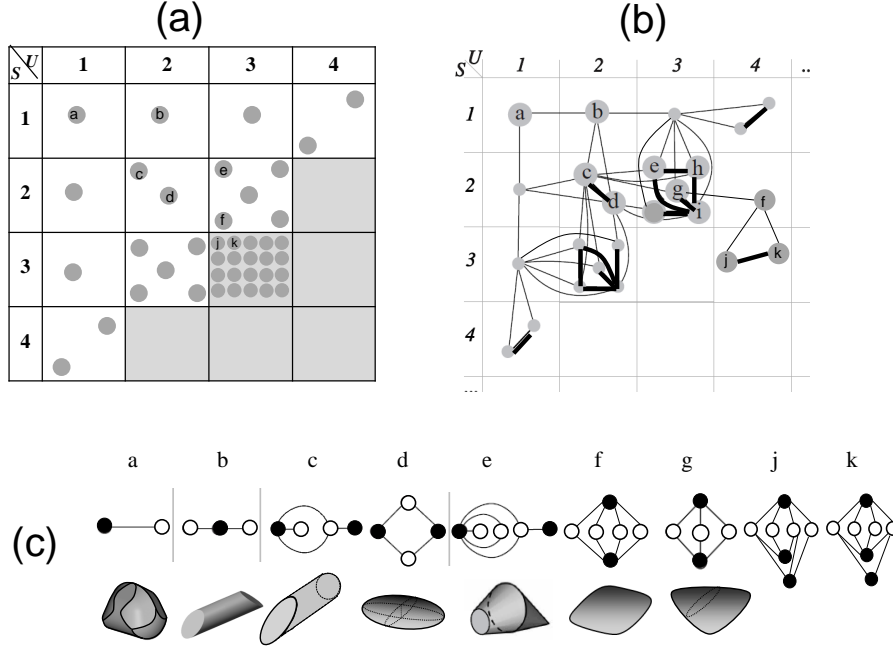 (a)
S U 1 2 3 4
1 a b
2 c d e f
3 j k
4
(b)
S U 1 2 3 4 ..
1 a b
2 c d e h g i f
3 j k
4
...
(c)
a b c d e f g j k